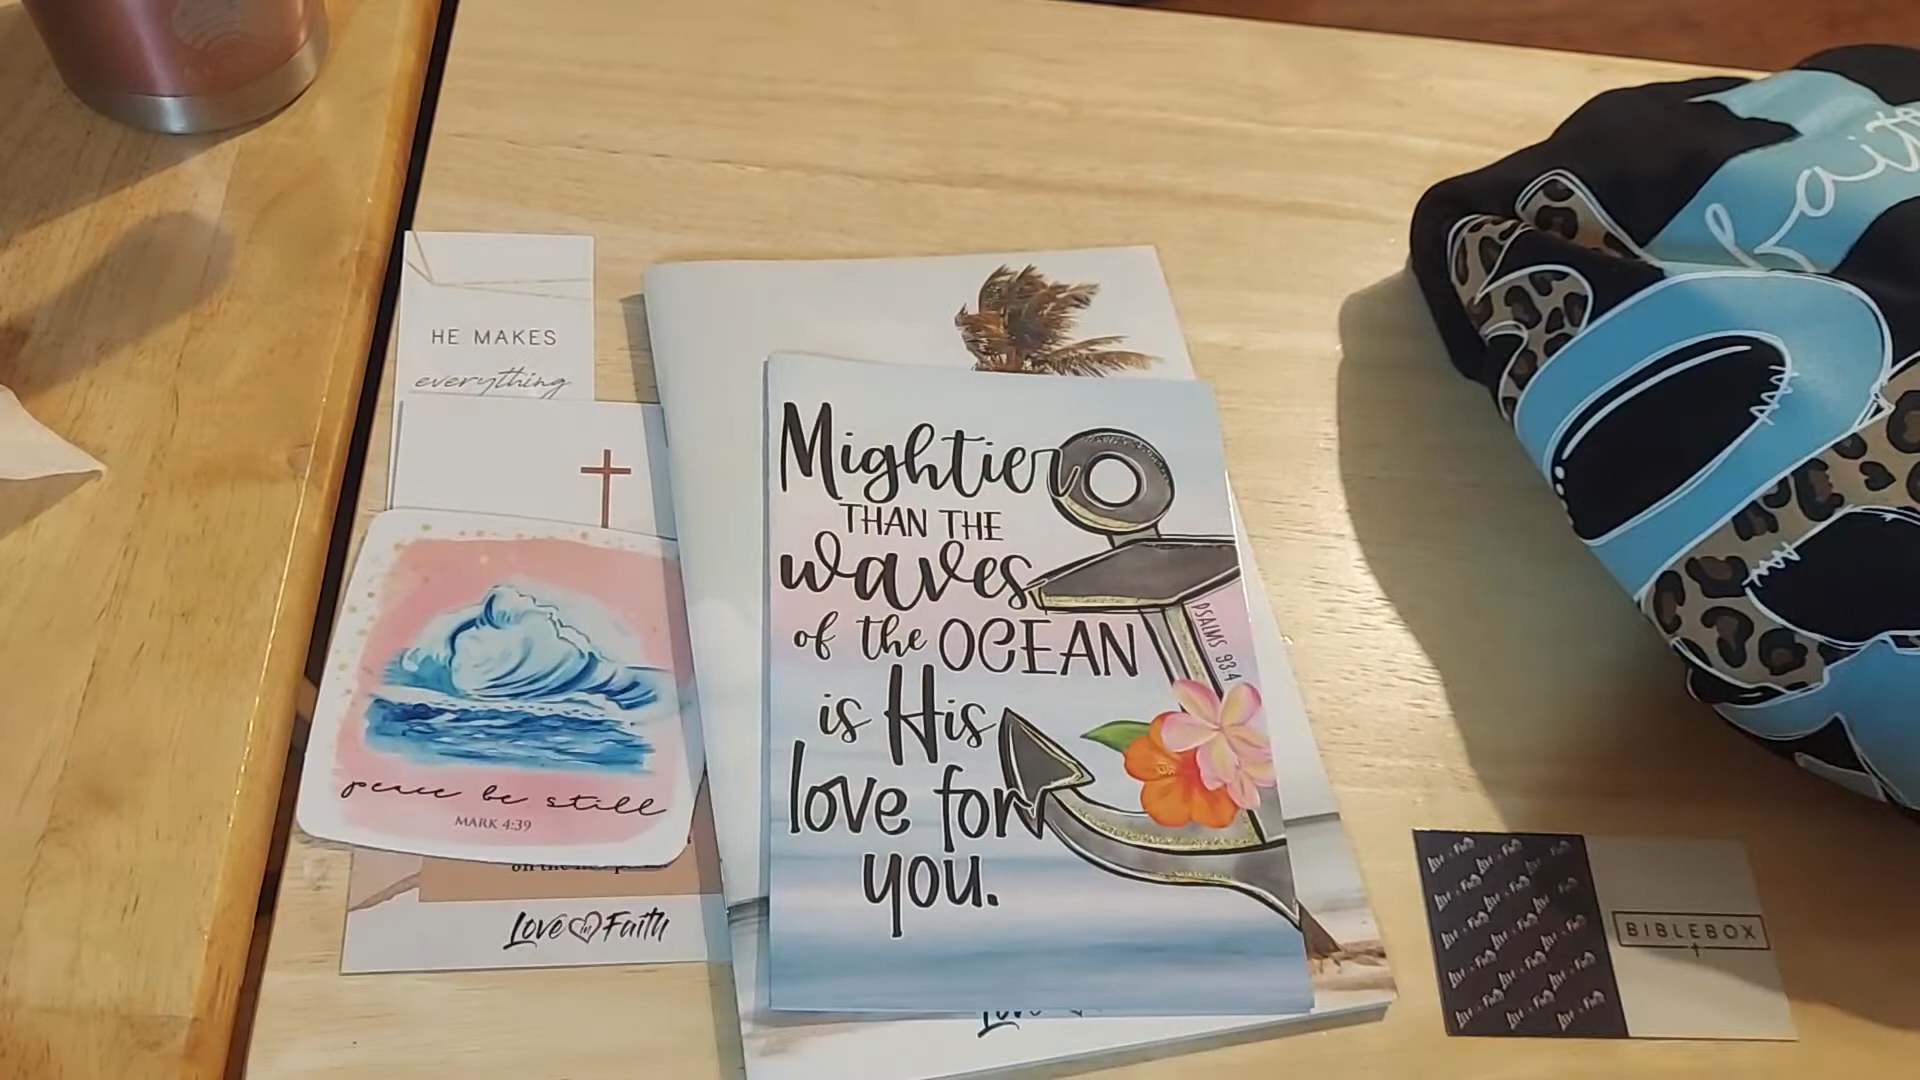 HE MAKES
everything
peace be still
MARK 4:39
Love in Faith
Mightier
THAN THE
waves
of the OCEAN
is His
love for
you.
PSALMS 93:4
faith
BIBLEBOX